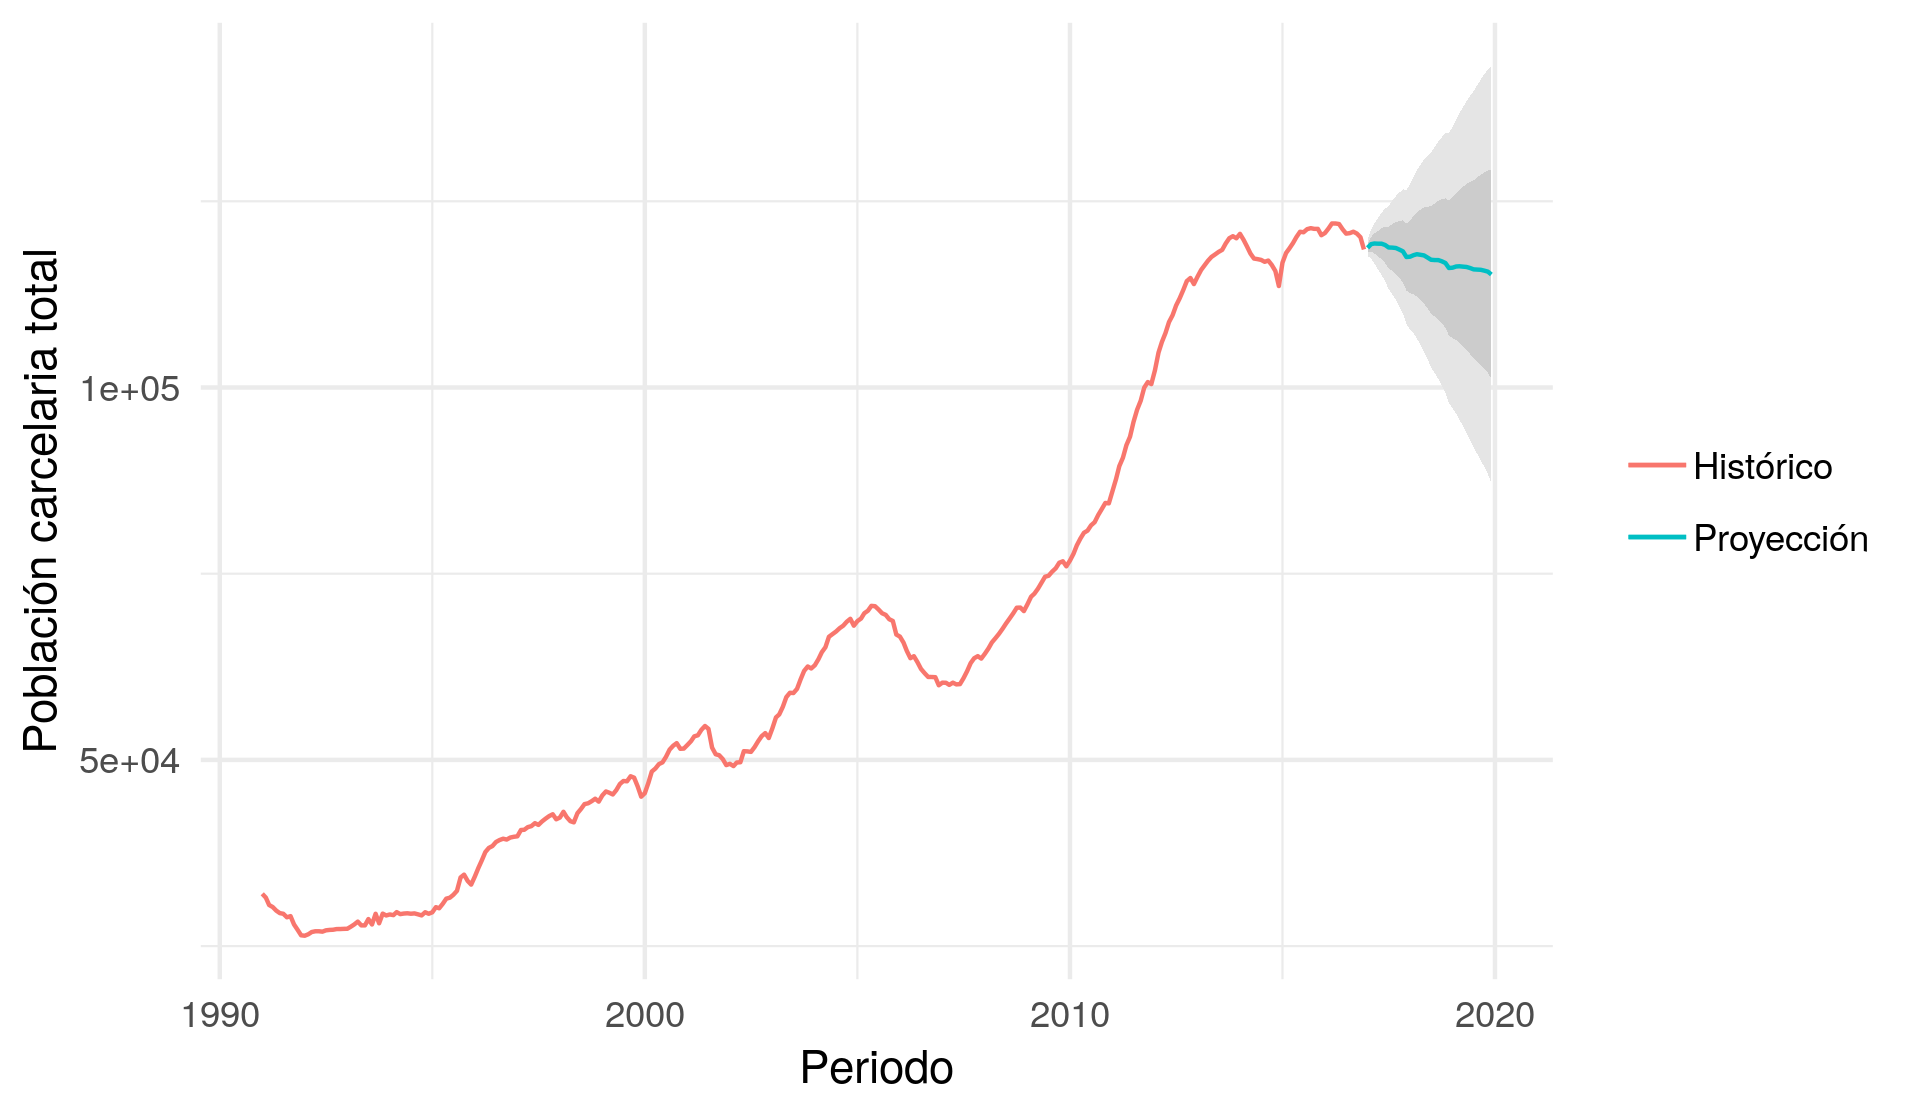 Población carcelaria total
1e+05
5e+04
1990
2000
2010
2020
Periodo
Histórico
Proyección